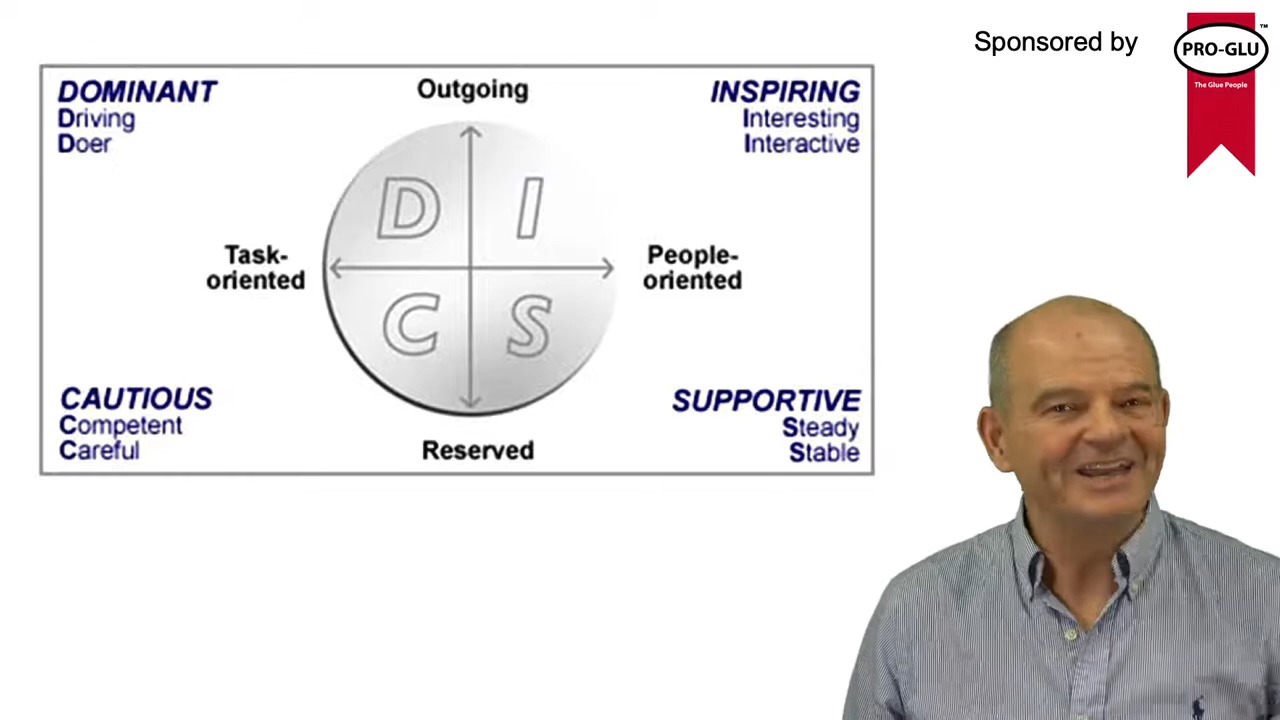 Sponsored by
PRO-GLU
™
The Glue People
DOMINANT
Driving
Doer
Outgoing
INSPIRING
Interesting
Interactive
D
I
Task-
oriented
People-
oriented
C
S
CAUTIOUS
Competent
Careful
Reserved
SUPPORTIVE
Steady
Stable